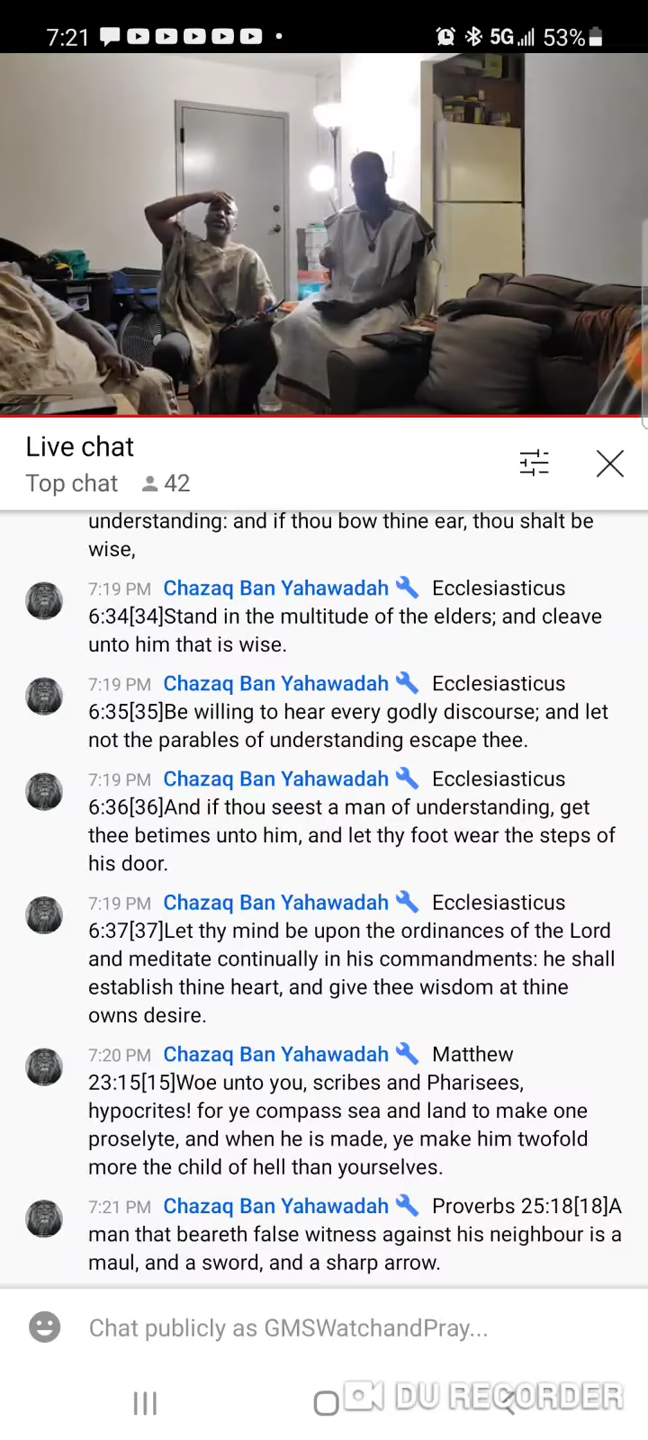 7:21
5G
53%
Live chat
Top chat 42
understanding: and if thou bow thine ear, thou shalt be
wise,
7:19 PM Chazaq Ban Yahawadah Ecclesiasticus
6:34[34]Stand in the multitude of the elders; and cleave
unto him that is wise.
7:19 PM Chazaq Ban Yahawadah Ecclesiasticus
6:35[35]Be willing to hear every godly discourse; and let
not the parables of understanding escape thee.
7:19 PM Chazaq Ban Yahawadah Ecclesiasticus
6:36[36]And if thou seest a man of understanding, get
thee betimes unto him, and let thy foot wear the steps of
his door.
7:19 PM Chazaq Ban Yahawadah Ecclesiasticus
6:37[37]Let thy mind be upon the ordinances of the Lord
and meditate continually in his commandments: he shall
establish thine heart, and give thee wisdom at thine
owns desire.
7:20 PM Chazaq Ban Yahawadah Matthew
23:15[15]Woe unto you, scribes and Pharisees,
hypocrites! for ye compass sea and land to make one
proselyte, and when he is made, ye make him twofold
more the child of hell than yourselves.
7:21 PM Chazaq Ban Yahawadah Proverbs 25:18[18]A
man that beareth false witness against his neighbour is a
maul, and a sword, and a sharp arrow.
Chat publicly as GMSWatchandPray...
DU RECORDER